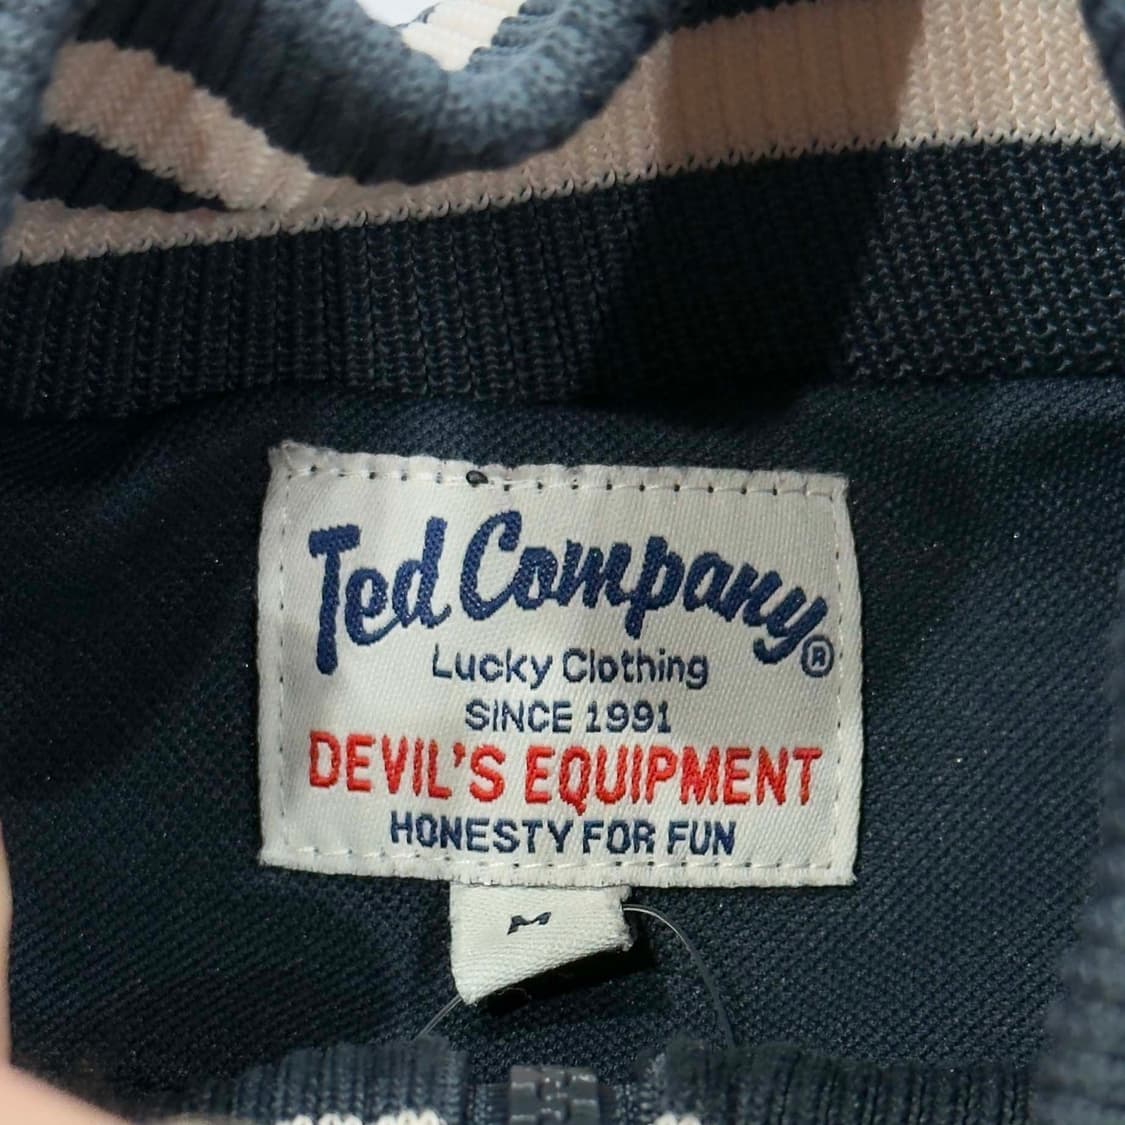 Ted Company®
Lucky Clothing
SINCE 1991
DEVIL'S EQUIPMENT
HONESTY FOR FUN
M